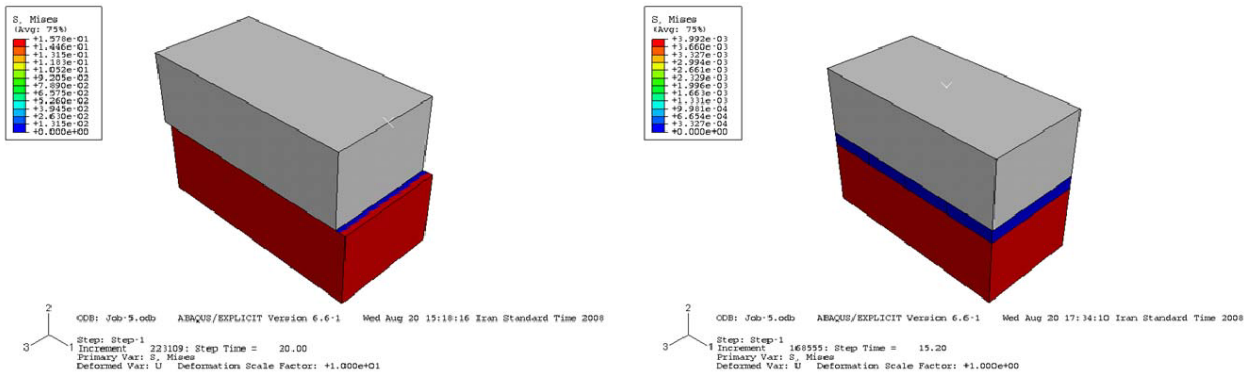 S, Mises
(Avg: 75%)
+1.578e-01
+1.446e-01
+1.315e-01
+1.183e-01
+1.052e-01
+9.205e-02
+7.890e-02
+6.575e-02
+5.260e-02
+3.945e-02
+2.630e-02
+1.315e-02
+0.000e+00
2
3
1
ODB: Job-5.odb ABAQUS/EXPLICIT Version 6.6-1 Wed Aug 20 15:18:16 Iran Standard Time 2008
Step: Step-1
Increment 223109: Step Time = 20.00
Primary Var: S, Mises
Deformed Var: U Deformation Scale Factor: +1.000e+01
S, Mises
(Avg: 75%)
+3.992e-03
+3.660e-03
+3.327e-03
+2.994e-03
+2.661e-03
+2.329e-03
+1.996e-03
+1.663e-03
+1.331e-03
+9.981e-04
+6.654e-04
+3.327e-04
+0.000e+00
2
3
1
ODB: Job-5.odb ABAQUS/EXPLICIT Version 6.6-1 Wed Aug 20 17:34:10 Iran Standard Time 2008
Step: Step-1
Increment 168555: Step Time = 15.20
Primary Var: S, Mises
Deformed Var: U Deformation Scale Factor: +1.000e+00